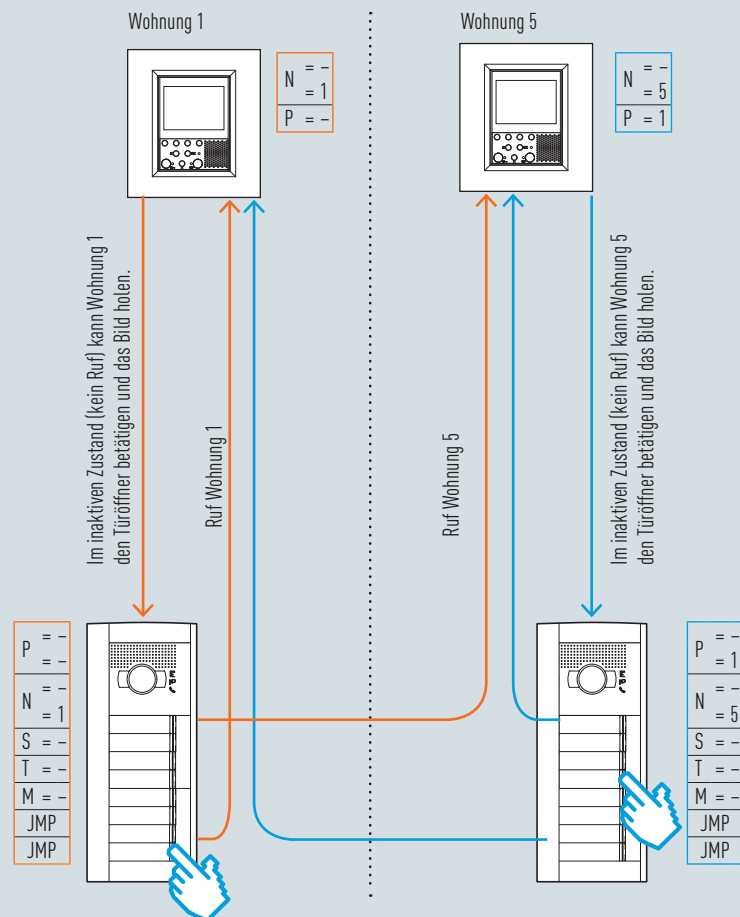 Wohnung 1
N = –
= 1
P = –
Wohnung 5
N = –
= 5
P = 1
Im inaktiven Zustand (kein Ruf) kann Wohnung 1
den Türöffner betätigen und das Bild holen.
Ruf Wohnung 1
Ruf Wohnung 5
Im inaktiven Zustand (kein Ruf) kann Wohnung 5
den Türöffner betätigen und das Bild holen.
P = –
= –
N = –
= 1
S = –
T = –
M = –
JMP
JMP
P = –
= 1
N = –
= 5
S = –
T = –
M = –
JMP
JMP